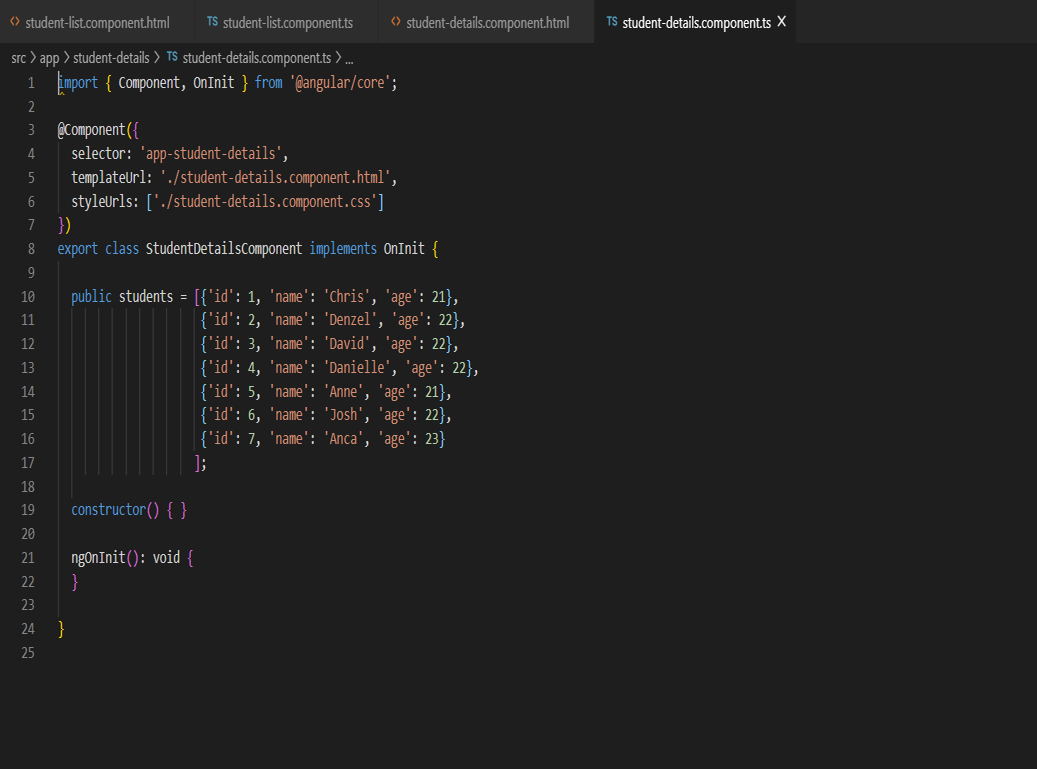 student-list.component.html TS student-list.component.ts student-details.component.html TS student-details.component.ts X
src > app > student-details > TS student-details.component.ts > ...
1 import { Component, OnInit } from '@angular/core';
2
3 @Component({
4 selector: 'app-student-details',
5 templateUrl: './student-details.component.html',
6 styleUrls: ['./student-details.component.css']
7 })
8 export class StudentDetailsComponent implements OnInit {
9
10 public students = [{'id': 1, 'name': 'Chris', 'age': 21},
11 {'id': 2, 'name': 'Denzel', 'age': 22},
12 {'id': 3, 'name': 'David', 'age': 22},
13 {'id': 4, 'name': 'Danielle', 'age': 22},
14 {'id': 5, 'name': 'Anne', 'age': 21},
15 {'id': 6, 'name': 'Josh', 'age': 22},
16 {'id': 7, 'name': 'Anca', 'age': 23}
17 ];
18
19 constructor() { }
20
21 ngOnInit(): void {
22 }
23
24 }
25